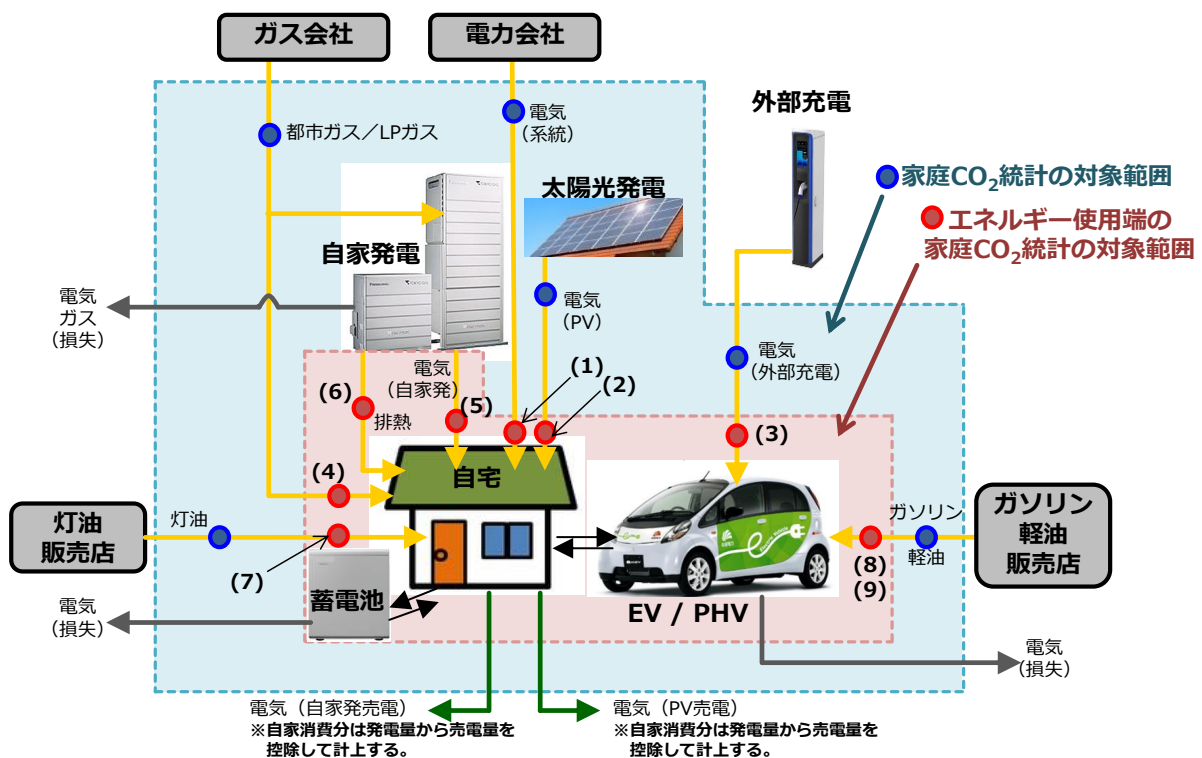 ガス会社
電力会社
電気
（系統）
都市ガス／LPガス
外部充電
太陽光発電
家庭CO₂統計の対象範囲
エネルギー使用端の
家庭CO₂統計の対象範囲
自家発電
電気
ガス
（損失）
電気
（PV）
電気
（外部充電）
電気
（自家発）
(1)
(2)
(6)
(5)
排熱
(3)
(4)
自宅
灯油
販売店
灯油
(7)
ガソリン
軽油
ガソリン
軽油
販売店
(8)
(9)
蓄電池
EV / PHV
電気
（損失）
電気
（損失）
電気（自家発売電）
※自家消費分は発電量から売電量を
控除して計上する。
電気（PV売電）
※自家消費分は発電量から売電量を
控除して計上する。